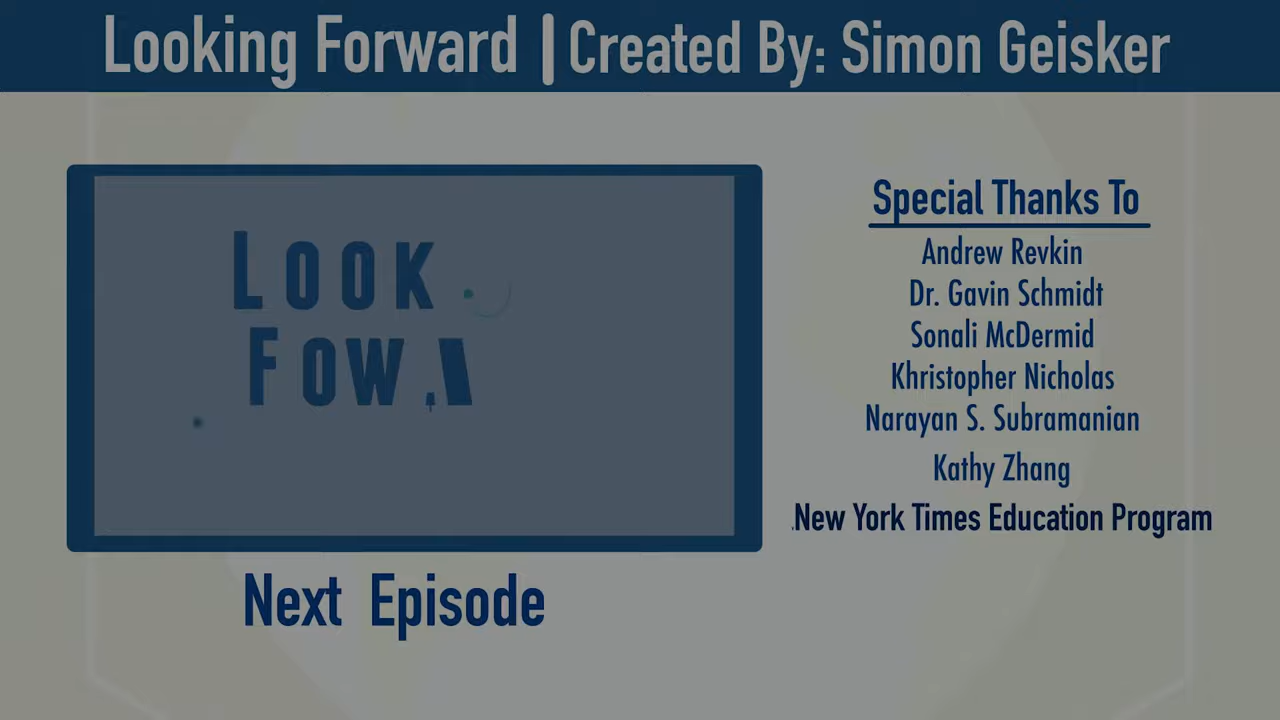 Looking Forward | Created By: Simon Geisker
LOOK
FOW
Next Episode
Special Thanks To
Andrew Revkin
Dr. Gavin Schmidt
Sonali McDermid
Khristopher Nicholas
Narayan S. Subramanian
Kathy Zhang
New York Times Education Program